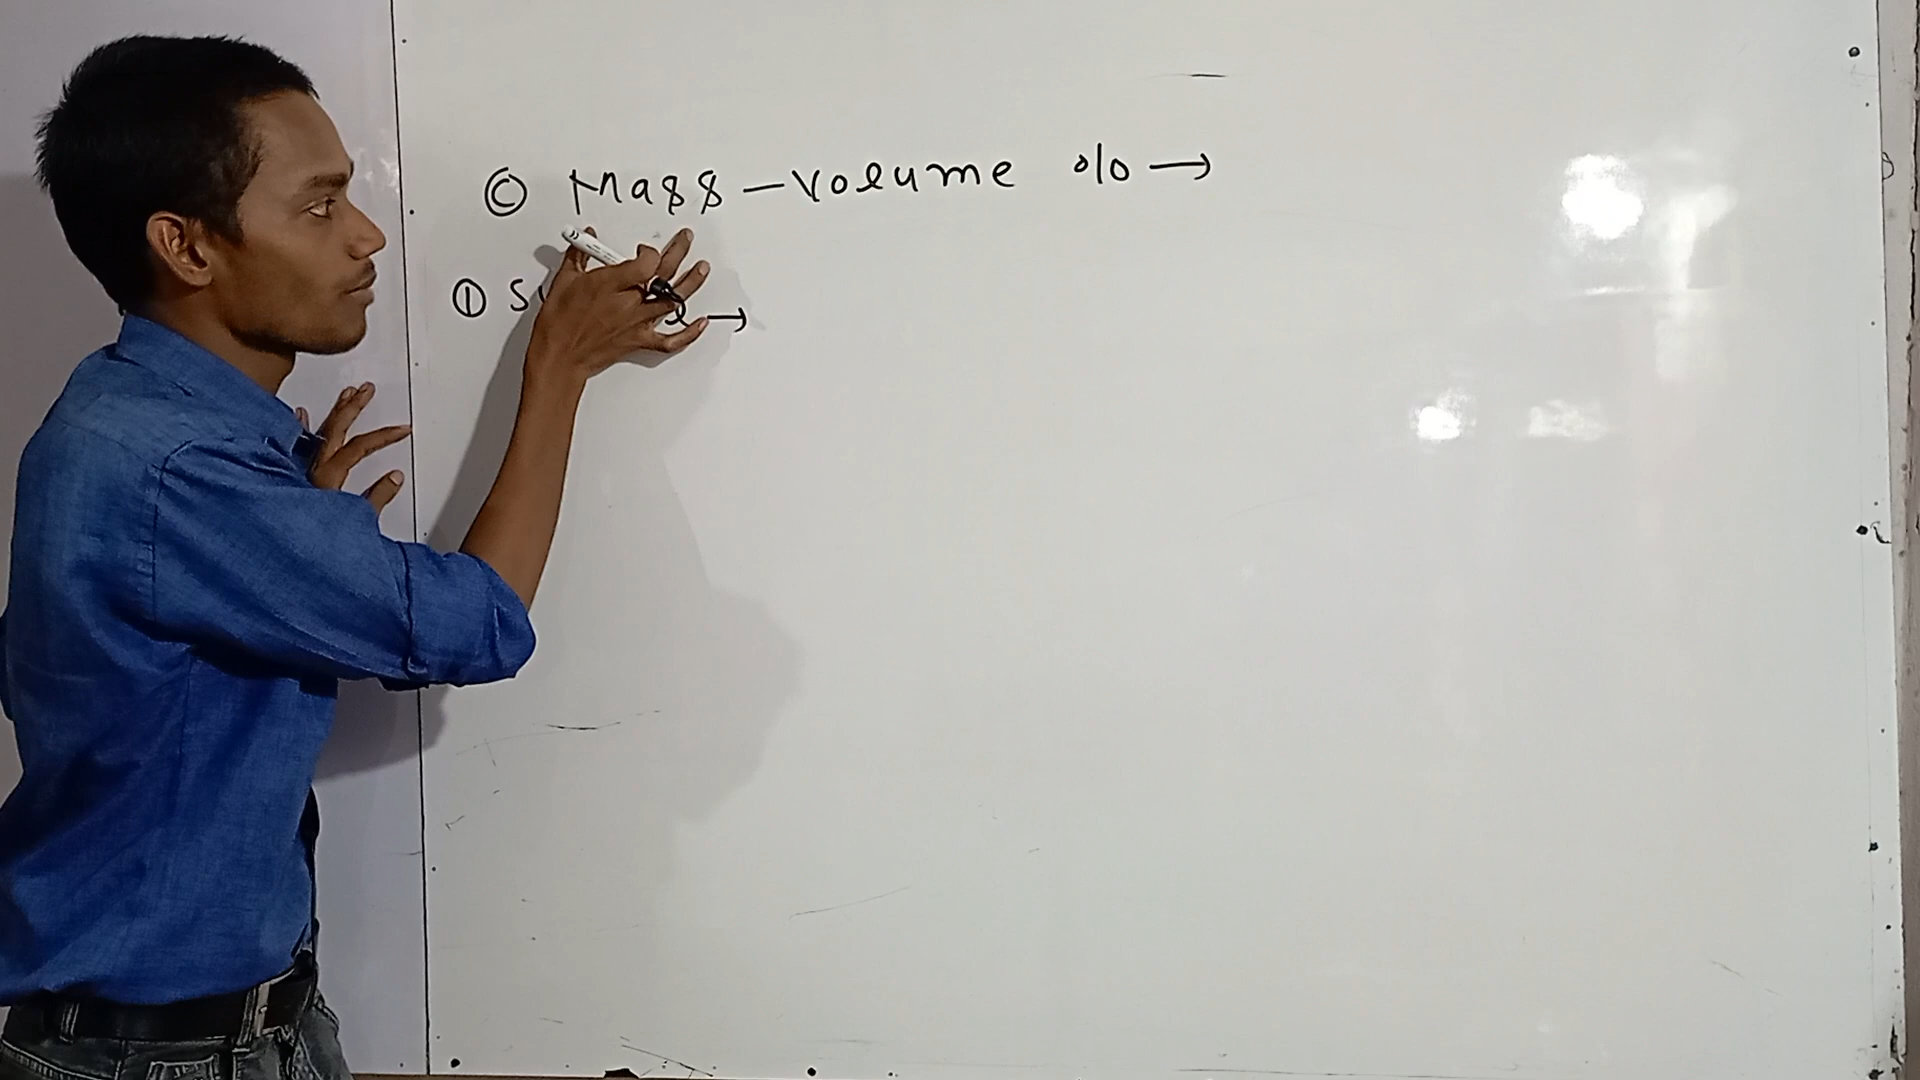 © Mass - Volume % →
① →